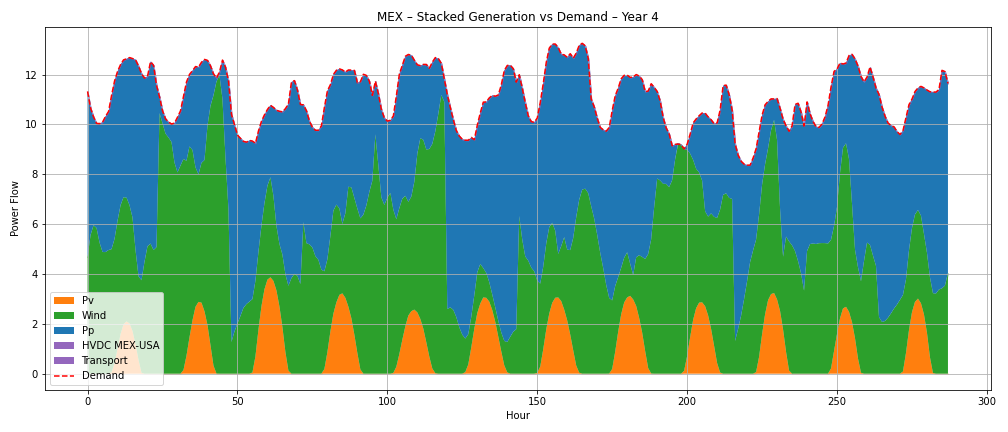 MEX – Stacked Generation vs Demand – Year 4
Power Flow
12
10
8
6
4
2
0
Pv
Wind
Pp
HVDC MEX-USA
Transport
Demand
0 50 100 150 200 250 300
Hour